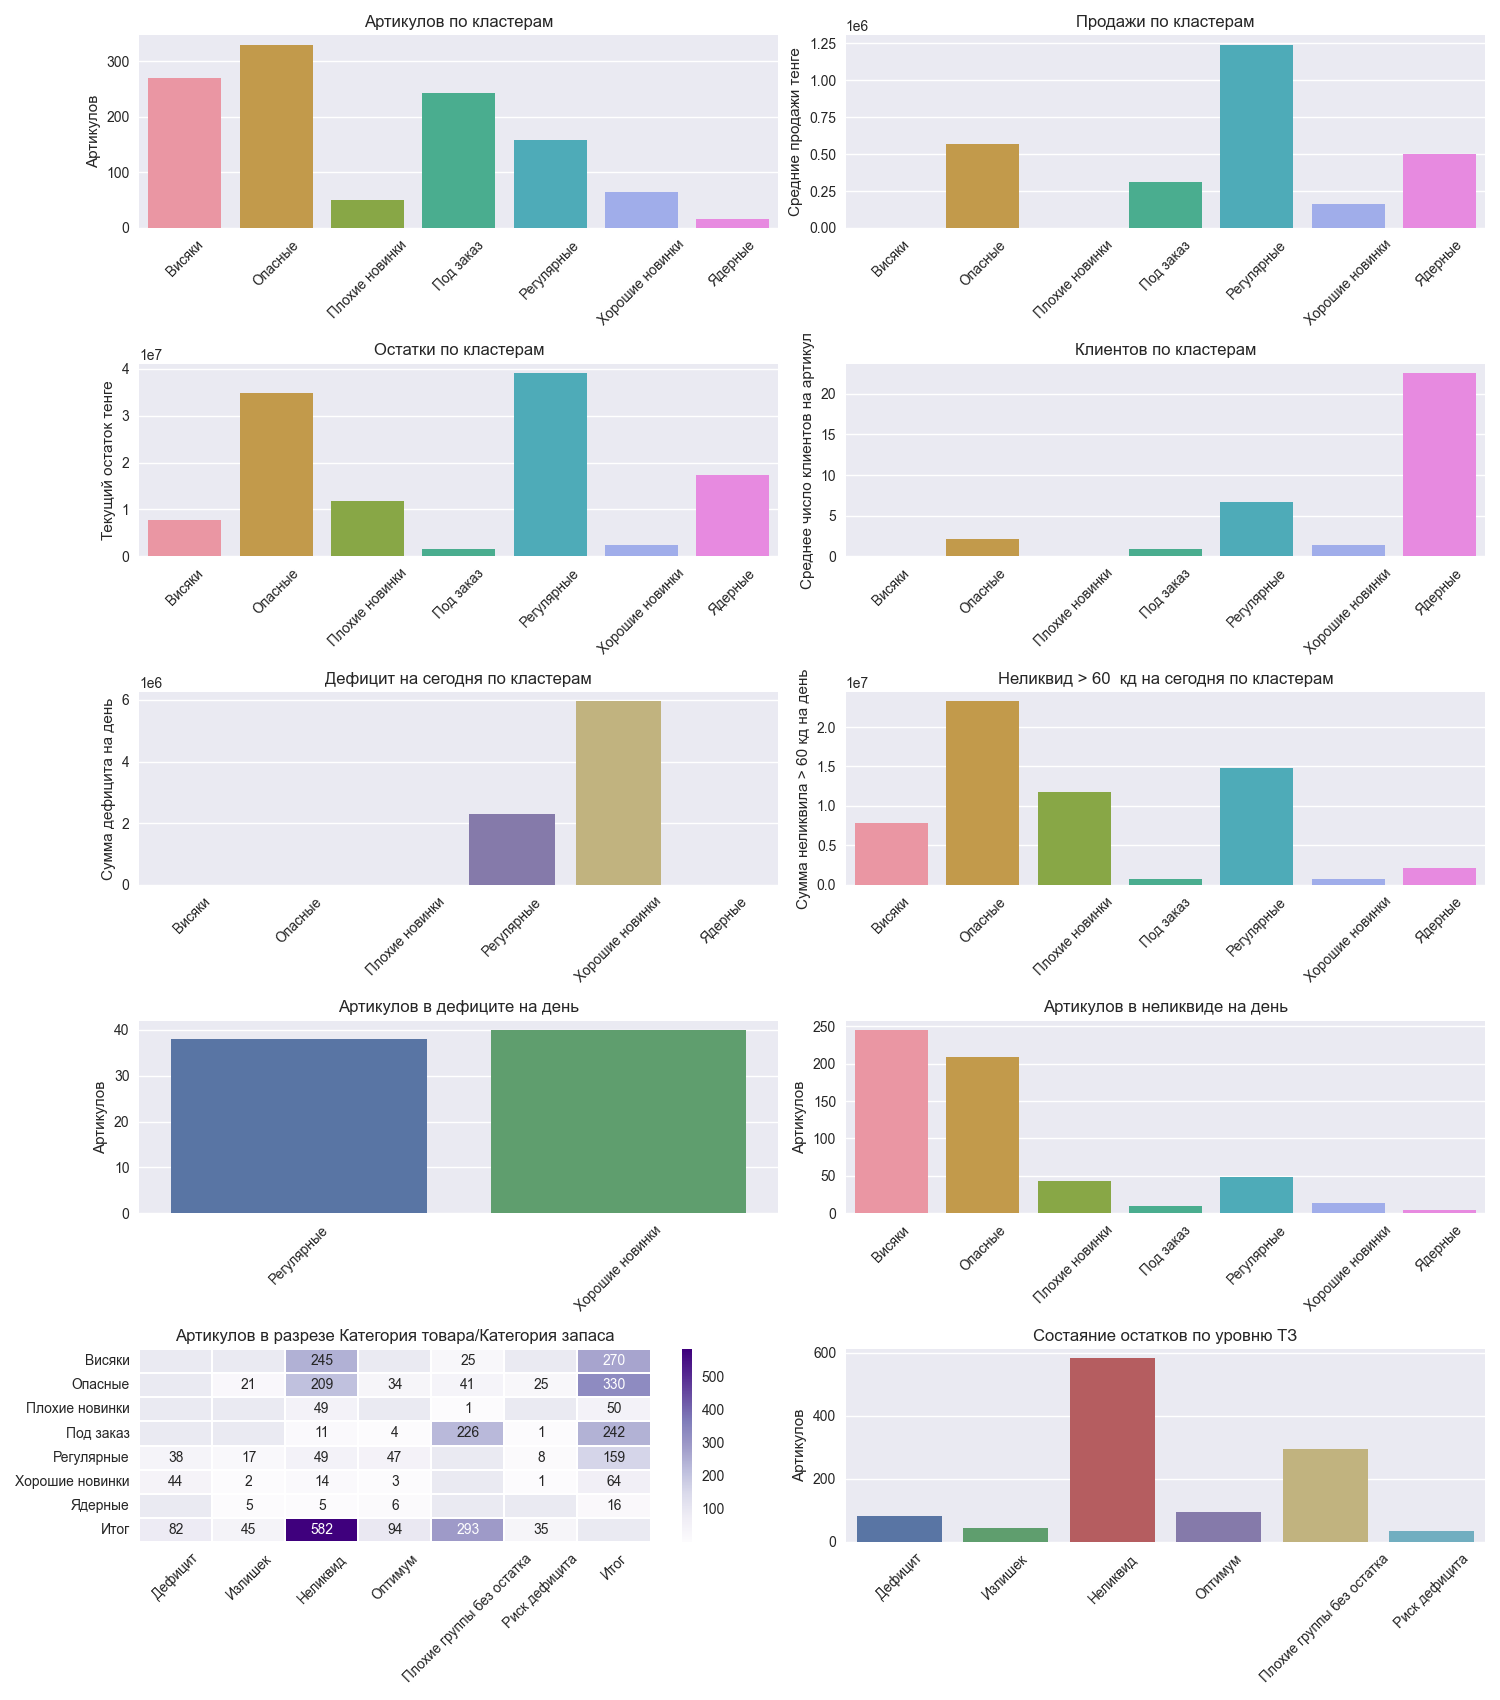 Артикулов по кластерам
Артикулов
300
200
100
0
Висяки
Опасные
Плохие новинки
Под заказ
Регулярные
Хорошие новинки
Ядерные
Продажи по кластерам
1e6
Средние продажи тенге
1.25
1.00
0.75
0.50
0.25
0.00
Висяки
Опасные
Плохие новинки
Под заказ
Регулярные
Хорошие новинки
Ядерные
Остатки по кластерам
1e7
Текущий остаток тенге
4
3
2
1
0
Висяки
Опасные
Плохие новинки
Под заказ
Регулярные
Хорошие новинки
Ядерные
Клиентов по кластерам
Среднее число клиентов на артикул
20
15
10
5
0
Висяки
Опасные
Плохие новинки
Под заказ
Регулярные
Хорошие новинки
Ядерные
Дефицит на сегодня по кластерам
1e6
Сумма дефицита на день
6
4
2
0
Висяки
Опасные
Плохие новинки
Регулярные
Хорошие новинки
Ядерные
Неликвид > 60 кд на сегодня по кластерам
1e7
Сумма неликвила > 60 кд на день
2.0
1.5
1.0
0.5
0.0
Висяки
Опасные
Плохие новинки
Под заказ
Регулярные
Хорошие новинки
Ядерные
Артикулов в дефиците на день
Артикулов
40
30
20
10
0
Регулярные
Хорошие новинки
Артикулов в неликвиде на день
Артикулов
250
200
150
100
50
0
Висяки
Опасные
Плохие новинки
Под заказ
Регулярные
Хорошие новинки
Ядерные
Артикулов в разрезе Категория товара/Категория запаса
Висяки 245 25 270
Опасные 21 209 34 41 25 330
Плохие новинки 49 1 50
Под заказ 11 4 226 1 242
Регулярные 38 17 49 47 8 159
Хорошие новинки 44 2 14 3 1 64
Ядерные 5 5 6 16
Итог 82 45 582 94 293 35
Дефицит
Излишек
Неликвид
Оптимум
Плохие группы без остатка
Риск дефицита
Итог
500
400
300
200
100
Состаяние остатков по уровню ТЗ
Артикулов
600
400
200
0
Дефицит
Излишек
Неликвид
Оптимум
Плохие группы без остатка
Риск дефицита